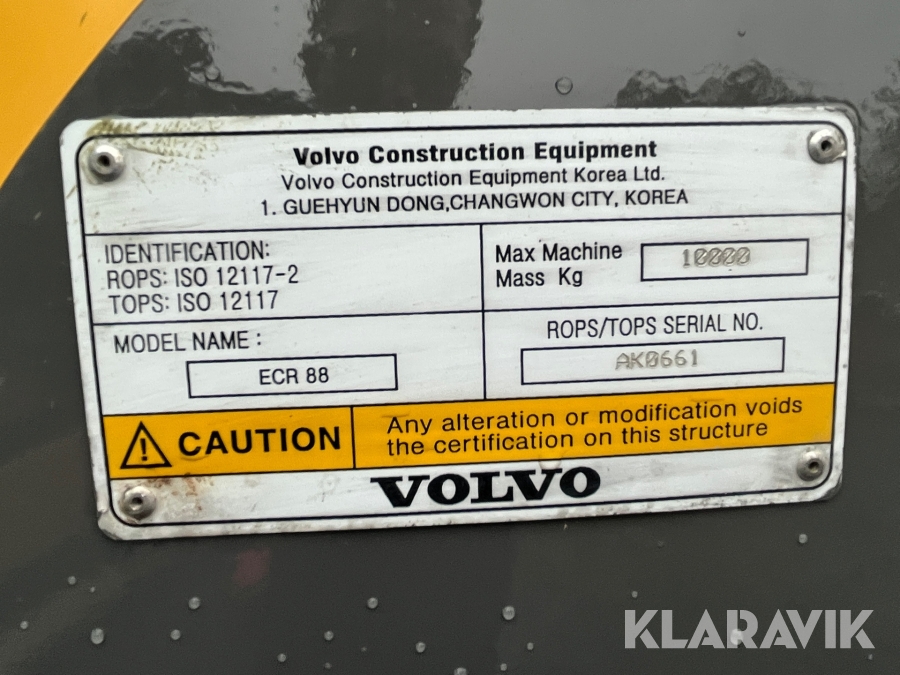 Volvo Construction Equipment
Volvo Construction Equipment Korea Ltd.
1. GUEHYUN DONG,CHANGWON CITY, KOREA
IDENTIFICATION:
ROPS: ISO 12117-2
TOPS: ISO 12117
Max Machine
Mass Kg
10000
MODEL NAME :
ECR 88
ROPS/TOPS SERIAL NO.
AK0661
CAUTION
Any alteration or modification voids
the certification on this structure
VOLVO
KLARAVIK